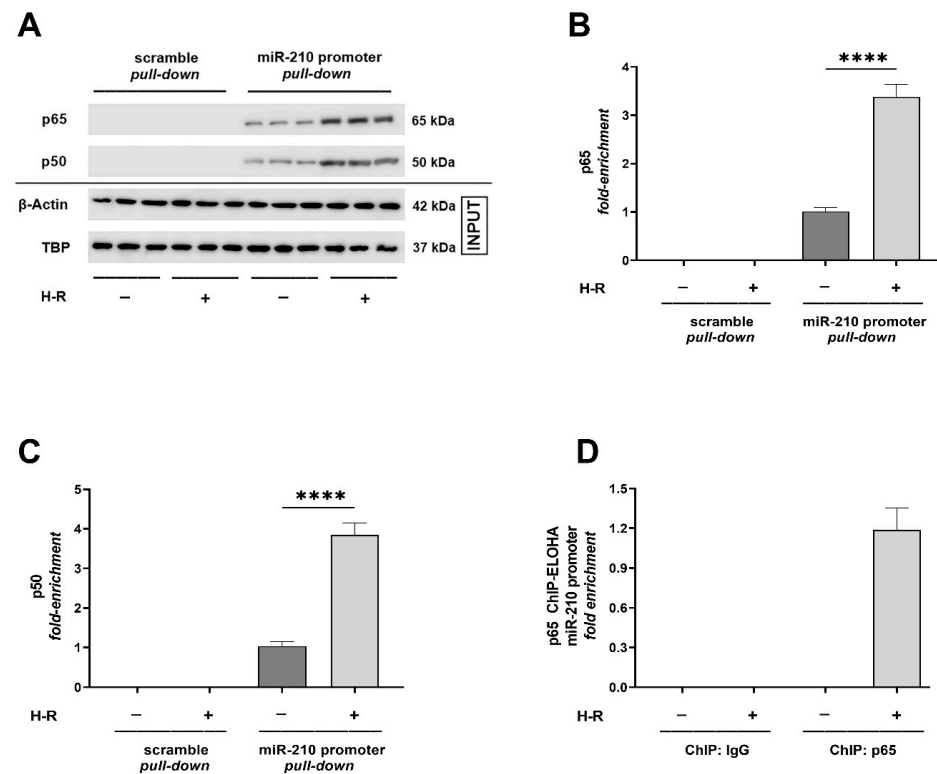 A
scramble
pull-down
miR-210 promoter
pull-down
p65
65 kDa
p50
50 kDa
β-Actin
42 kDa
TBP
37 kDa
INPUT
H-R
– + – +
B
****
p65
fold-enrichment
4
3
2
1
0
H-R
– + – +
scramble
pull-down
miR-210 promoter
pull-down
C
****
p50
fold-enrichment
5
4
3
2
1
0
H-R
– + – +
scramble
pull-down
miR-210 promoter
pull-down
D
p65 ChIP-ELOHA
miR-210 promoter
fold enrichment
1.5
1.2
0.9
0.6
0.3
0.0
H-R
– + – +
ChIP: IgG
ChIP: p65